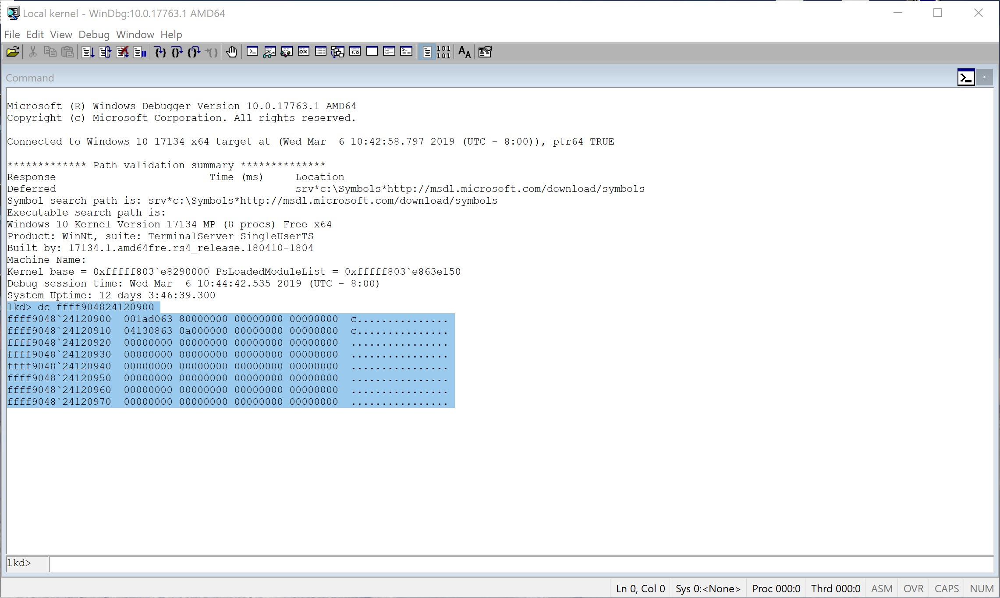 Local kernel - WinDbg:10.0.17763.1 AMD64
File Edit View Debug Window Help
101
101
Command
Microsoft (R) Windows Debugger Version 10.0.17763.1 AMD64
Copyright (c) Microsoft Corporation. All rights reserved.
Connected to Windows 10 17134 x64 target at (Wed Mar  6 10:42:58.797 2019 (UTC - 8:00)), ptr64 TRUE
************* Path validation summary **************
Response                         Time (ms)     Location
Deferred                                       srv*c:\Symbols*http://msdl.microsoft.com/download/symbols
Symbol search path is: srv*c:\Symbols*http://msdl.microsoft.com/download/symbols
Executable search path is:
Windows 10 Kernel Version 17134 MP (8 procs) Free x64
Product: WinNt, suite: TerminalServer SingleUserTS
Built by: 17134.1.amd64fre.rs4_release.180410-1804
Machine Name:
Kernel base = 0xfffff803`e8290000 PsLoadedModuleList = 0xfffff803`e863e150
Debug session time: Wed Mar  6 10:44:42.535 2019 (UTC - 8:00)
System Uptime: 12 days 3:46:39.300
lkd> dc ffff904824120900
ffff9048`24120900  001ad063 80000000 00000000 00000000  c...............
ffff9048`24120910  04130863 0a000000 00000000 00000000  c...............
ffff9048`24120920  00000000 00000000 00000000 00000000  ................
ffff9048`24120930  00000000 00000000 00000000 00000000  ................
ffff9048`24120940  00000000 00000000 00000000 00000000  ................
ffff9048`24120950  00000000 00000000 00000000 00000000  ................
ffff9048`24120960  00000000 00000000 00000000 00000000  ................
ffff9048`24120970  00000000 00000000 00000000 00000000  ................
lkd>
Ln 0, Col 0 Sys 0:<None> Proc 000:0 Thrd 000:0 ASM OVR CAPS NUM